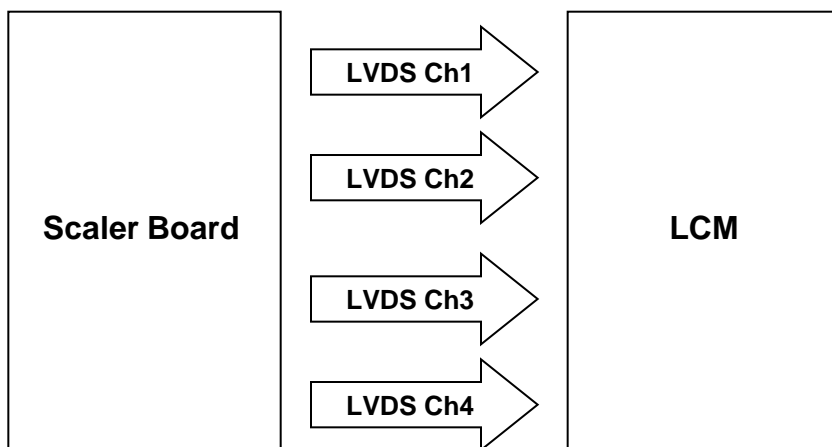 Scaler Board
LVDS Ch1
LVDS Ch2
LVDS Ch3
LVDS Ch4
LCM